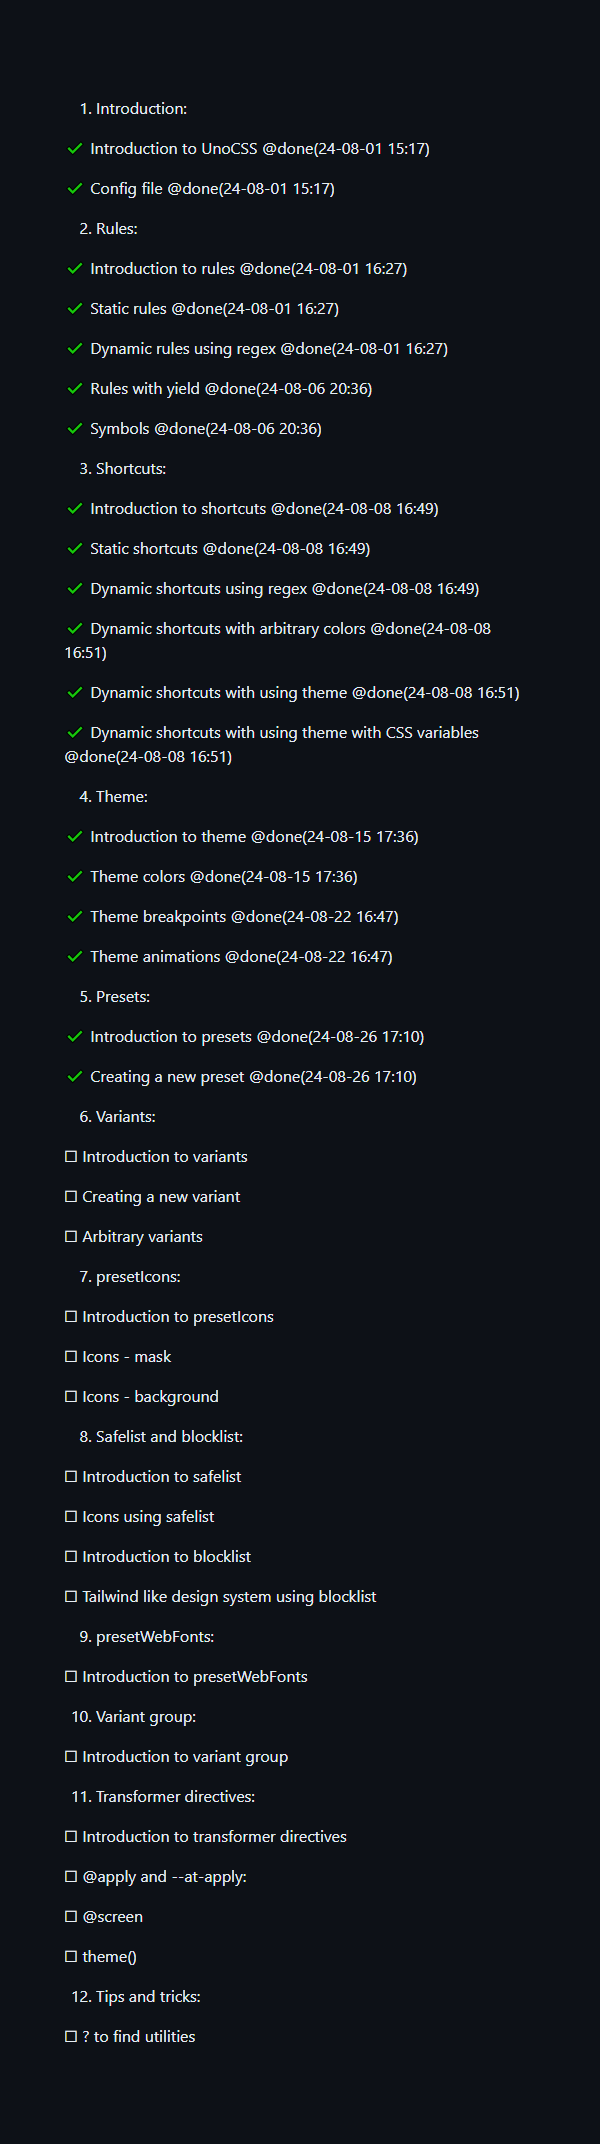 1. Introduction:
✓ Introduction to UnoCSS @done(24-08-01 15:17)
✓ Config file @done(24-08-01 15:17)
2. Rules:
✓ Introduction to rules @done(24-08-01 16:27)
✓ Static rules @done(24-08-01 16:27)
✓ Dynamic rules using regex @done(24-08-01 16:27)
✓ Rules with yield @done(24-08-06 20:36)
✓ Symbols @done(24-08-06 20:36)
3. Shortcuts:
✓ Introduction to shortcuts @done(24-08-08 16:49)
✓ Static shortcuts @done(24-08-08 16:49)
✓ Dynamic shortcuts using regex @done(24-08-08 16:49)
✓ Dynamic shortcuts with arbitrary colors @done(24-08-08
16:51)
✓ Dynamic shortcuts with using theme @done(24-08-08 16:51)
✓ Dynamic shortcuts with using theme with CSS variables
@done(24-08-08 16:51)
4. Theme:
✓ Introduction to theme @done(24-08-15 17:36)
✓ Theme colors @done(24-08-15 17:36)
✓ Theme breakpoints @done(24-08-22 16:47)
✓ Theme animations @done(24-08-22 16:47)
5. Presets:
✓ Introduction to presets @done(24-08-26 17:10)
✓ Creating a new preset @done(24-08-26 17:10)
6. Variants:
☐ Introduction to variants
☐ Creating a new variant
☐ Arbitrary variants
7. presetIcons:
☐ Introduction to presetIcons
☐ Icons - mask
☐ Icons - background
8. Safelist and blocklist:
☐ Introduction to safelist
☐ Icons using safelist
☐ Introduction to blocklist
☐ Tailwind like design system using blocklist
9. presetWebFonts:
☐ Introduction to presetWebFonts
10. Variant group:
☐ Introduction to variant group
11. Transformer directives:
☐ Introduction to transformer directives
☐ @apply and --at-apply:
☐ @screen
☐ theme()
12. Tips and tricks:
☐ ? to find utilities